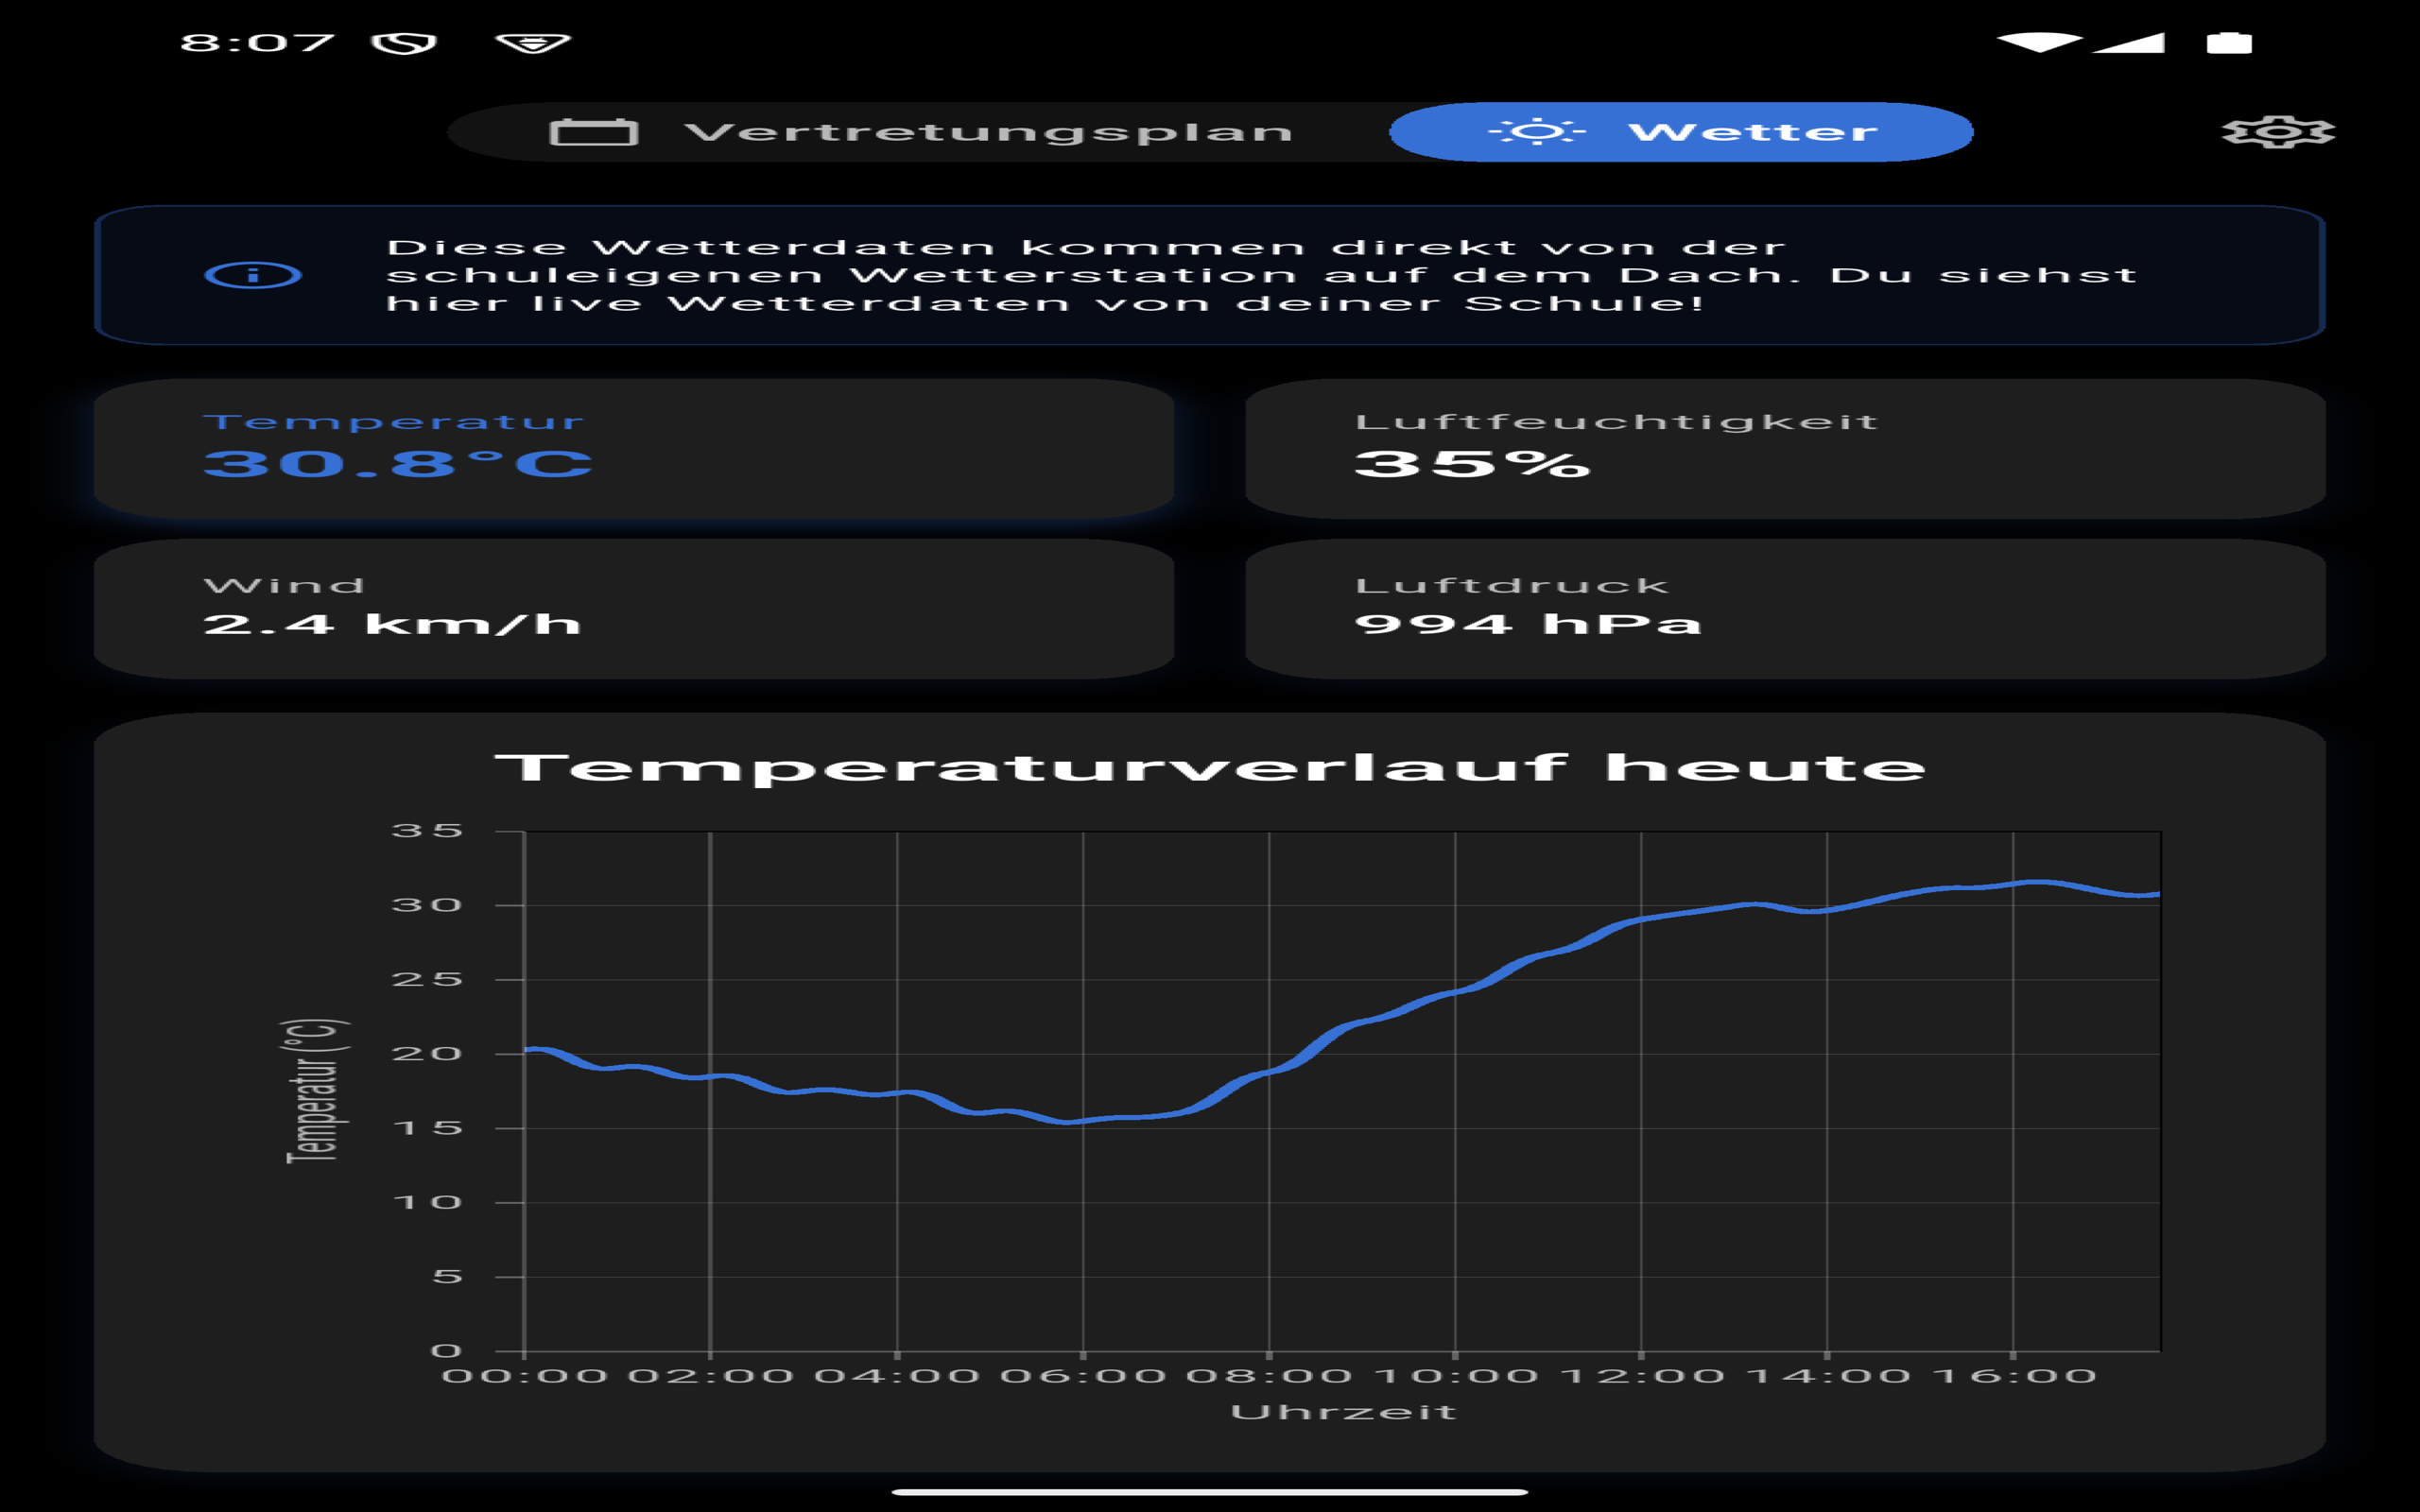 8:07
Vertretungsplan Wetter
Diese Wetterdaten kommen direkt von der
schuleigenen Wetterstation auf dem Dach. Du siehst
hier live Wetterdaten von deiner Schule!
Temperatur
30.8°C
Luftfeuchtigkeit
35%
Wind
2.4 km/h
Luftdruck
994 hPa
Temperaturverlauf heute
Temperatur (°C)
35
30
25
20
15
10
5
0
00:00 02:00 04:00 06:00 08:00 10:00 12:00 14:00 16:00
Uhrzeit